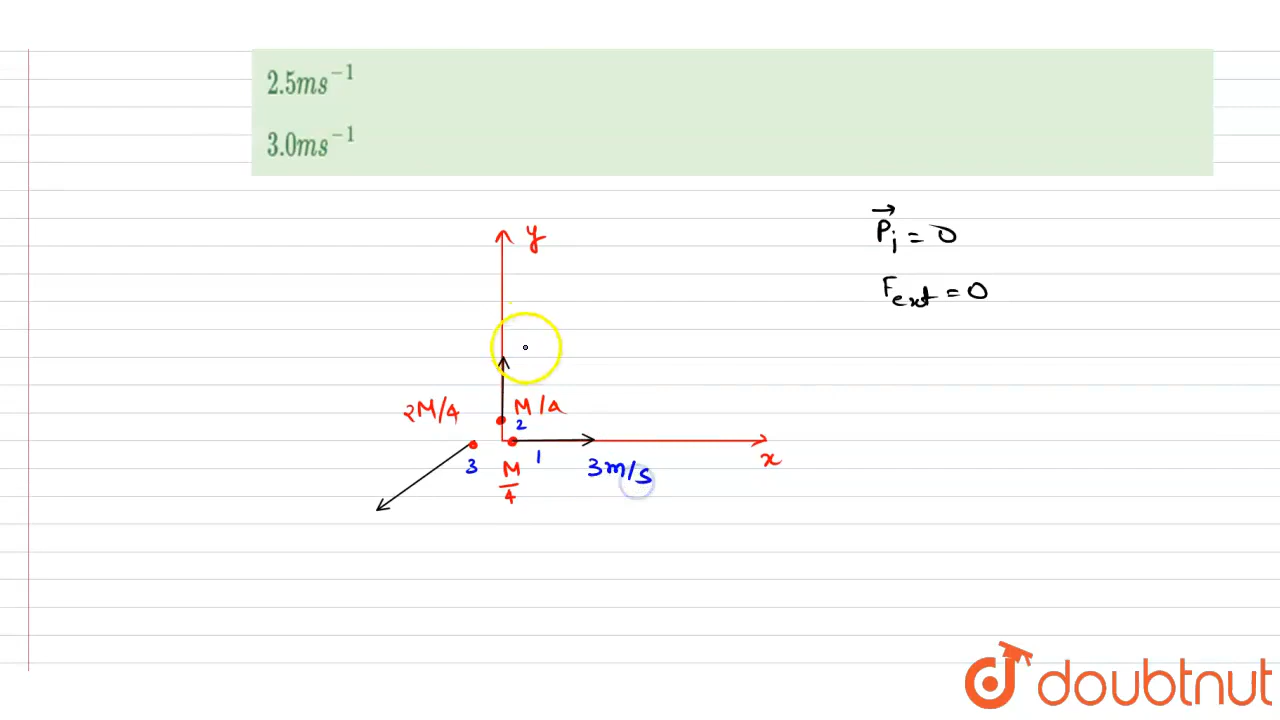 2.5ms⁻¹
3.0ms⁻¹
P⃗i = 0
y
Fext = 0
2M/4
M/4
2
x
3
M/4
1
3m/s
doubtnut